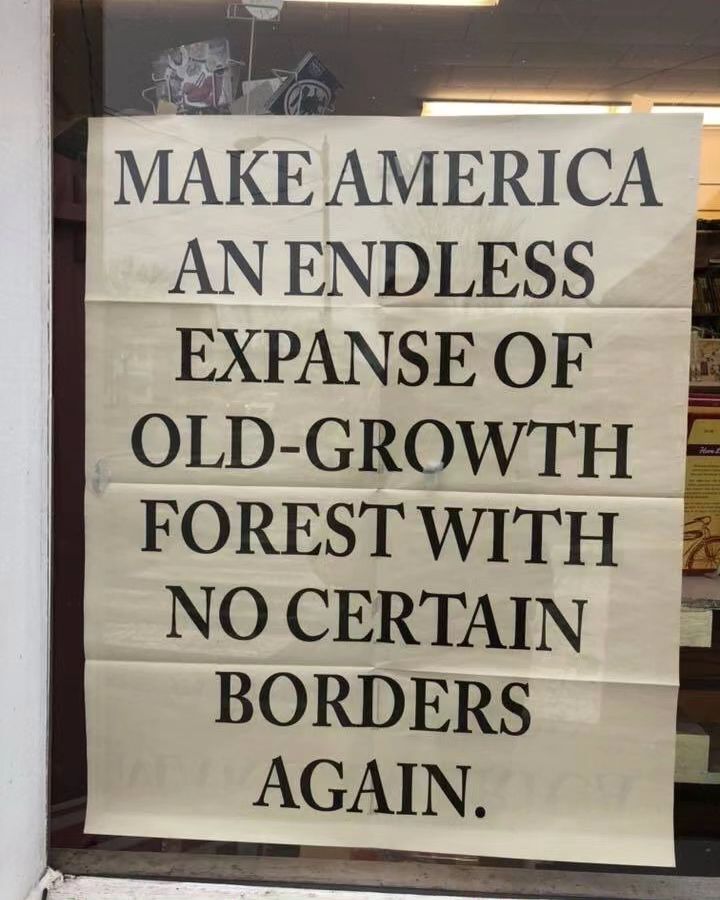 MAKE AMERICA
AN ENDLESS
EXPANSE OF
OLD-GROWTH
FOREST WITH
NO CERTAIN
BORDERS
AGAIN.